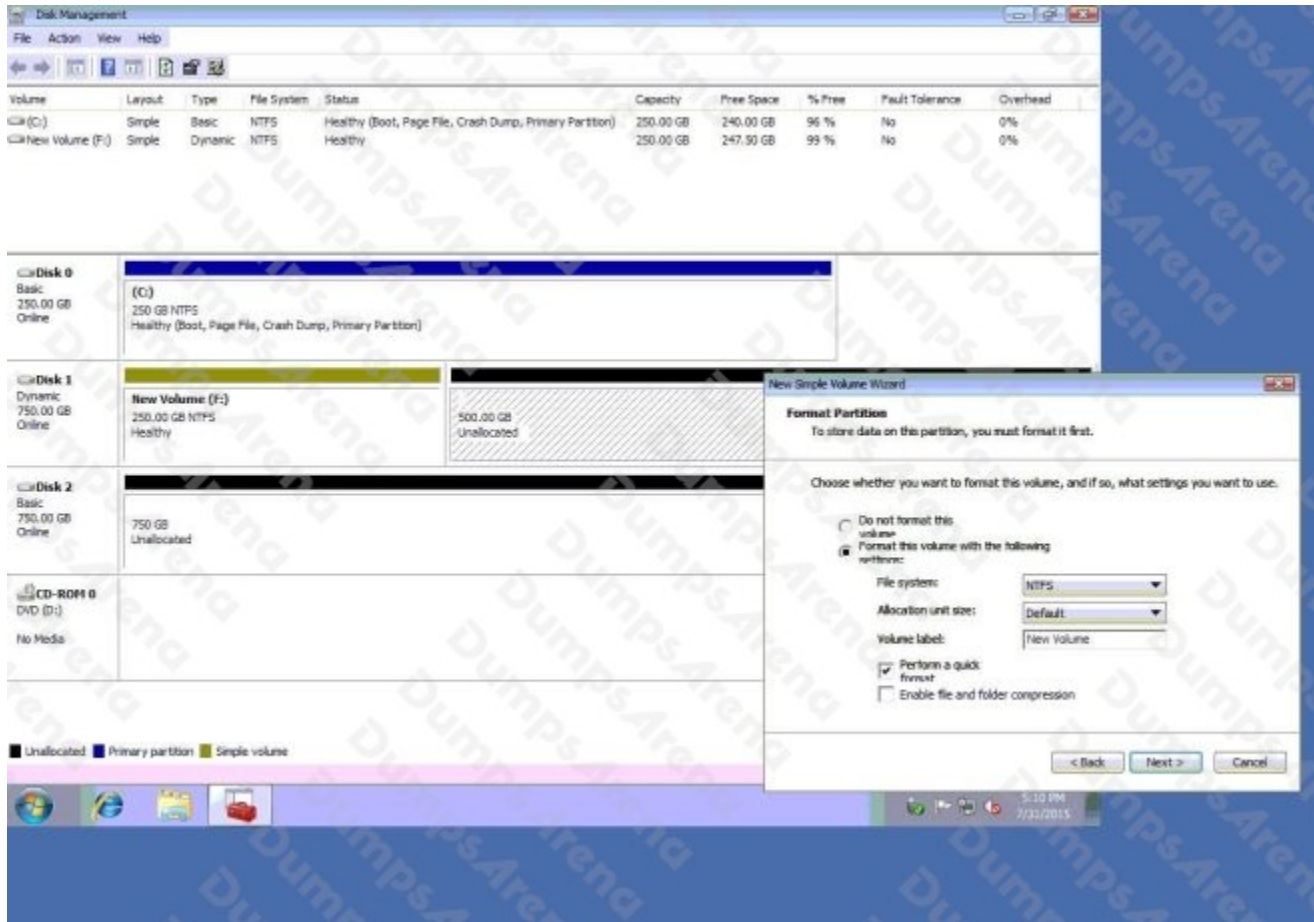 Disk Management
File Action View Help
Volume Layout Type File System Status Capacity Free Space % Free Fault Tolerance Overhead
(C:) Simple Basic NTFS Healthy (Boot, Page File, Crash Dump, Primary Partition) 250.00 GB 240.00 GB 96 % No 0%
New Volume (F:) Simple Dynamic NTFS Healthy 250.00 GB 247.50 GB 99 % No 0%
Disk 0
Basic
250.00 GB
Online
(C:)
250 GB NTFS
Healthy (Boot, Page File, Crash Dump, Primary Partition)
Disk 1
Dynamic
750.00 GB
Online
New Volume (F:)
250.00 GB NTFS
Healthy
500.00 GB
Unallocated
Disk 2
Basic
750.00 GB
Online
750 GB
Unallocated
CD-ROM 0
DVD (D:)
No Media
Unallocated Primary partition Simple volume
New Simple Volume Wizard
Format Partition
To store data on this partition, you must format it first.
Choose whether you want to format this volume, and if so, what settings you want to use.
Do not format this
volume
Format this volume with the following
settings:
File system: NTFS
Allocation unit size: Default
Volume label: New Volume
Perform a quick
format
Enable file and folder compression
< Back Next > Cancel
5:10 PM
7/31/2015
DumpsArena